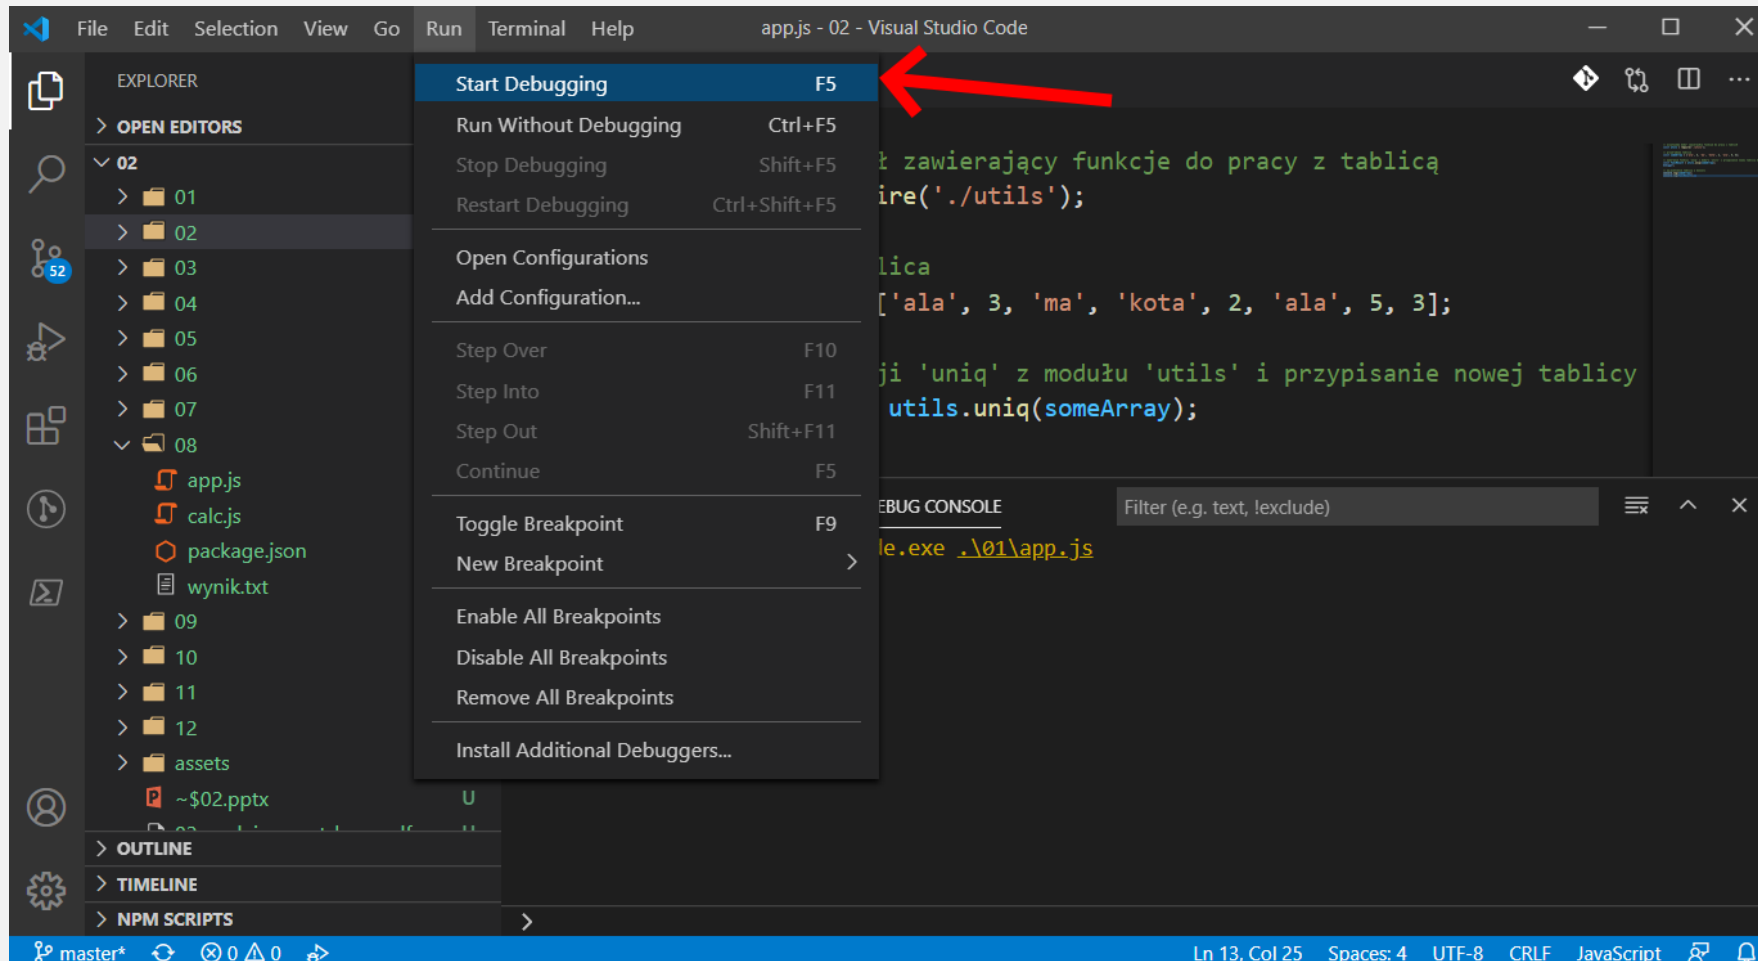 File Edit Selection View Go Run Terminal Help app.js - 02 - Visual Studio Code
EXPLORER
OPEN EDITORS
02
01
02
03
04
05
06
07
08
app.js
calc.js
package.json
wynik.txt
09
10
11
12
assets
~$02.pptx U
OUTLINE
TIMELINE
NPM SCRIPTS
52
Start Debugging F5
Run Without Debugging Ctrl+F5
Stop Debugging Shift+F5
Restart Debugging Ctrl+Shift+F5
Open Configurations
Add Configuration...
Step Over F10
Step Into F11
Step Out Shift+F11
Continue F5
Toggle Breakpoint F9
New Breakpoint
Enable All Breakpoints
Disable All Breakpoints
Remove All Breakpoints
Install Additional Debuggers...
ł zawierający funkcje do pracy z tablicą
ire('./utils');
lica
['ala', 3, 'ma', 'kota', 2, 'ala', 5, 3];
ji 'uniq' z modułu 'utils' i przypisanie nowej tablicy
utils.uniq(someArray);
EBUG CONSOLE Filter (e.g. text, !exclude)
de.exe .\01\app.js
master* 0 0 Ln 13, Col 25 Spaces: 4 UTF-8 CRLF JavaScript